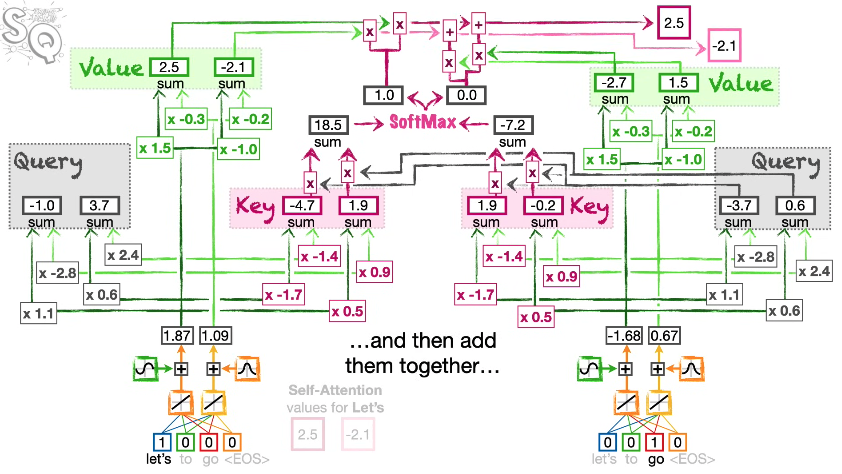 SQ
2.5
-2.1
x
x
+
+
x
x
Value
2.5
-2.1
sum
sum
1.0
0.0
SoftMax
-2.7
1.5
sum
sum
Value
x -0.3
x -0.2
x 1.5
x -1.0
18.5
sum
-7.2
sum
x -0.3
x -0.2
x 1.5
x -1.0
Query
-1.0
3.7
sum
sum
x
x
Key
-4.7
1.9
sum
sum
x
x
1.9
-0.2
Key
sum
sum
Query
-3.7
0.6
sum
sum
x 2.4
x -2.8
x 0.6
x 1.1
x -1.4
x 0.9
x -1.7
x 0.5
x -1.4
x 0.9
x -1.7
x 0.5
x -2.8
x 2.4
x 1.1
x 0.6
1.87
1.09
+
+
…and then add
them together…
-1.68
0.67
+
+
Self-Attention
values for Let's
2.5
-2.1
1 0 0 0
let's to go <EOS>
0 0 1 0
let's to go <EOS>